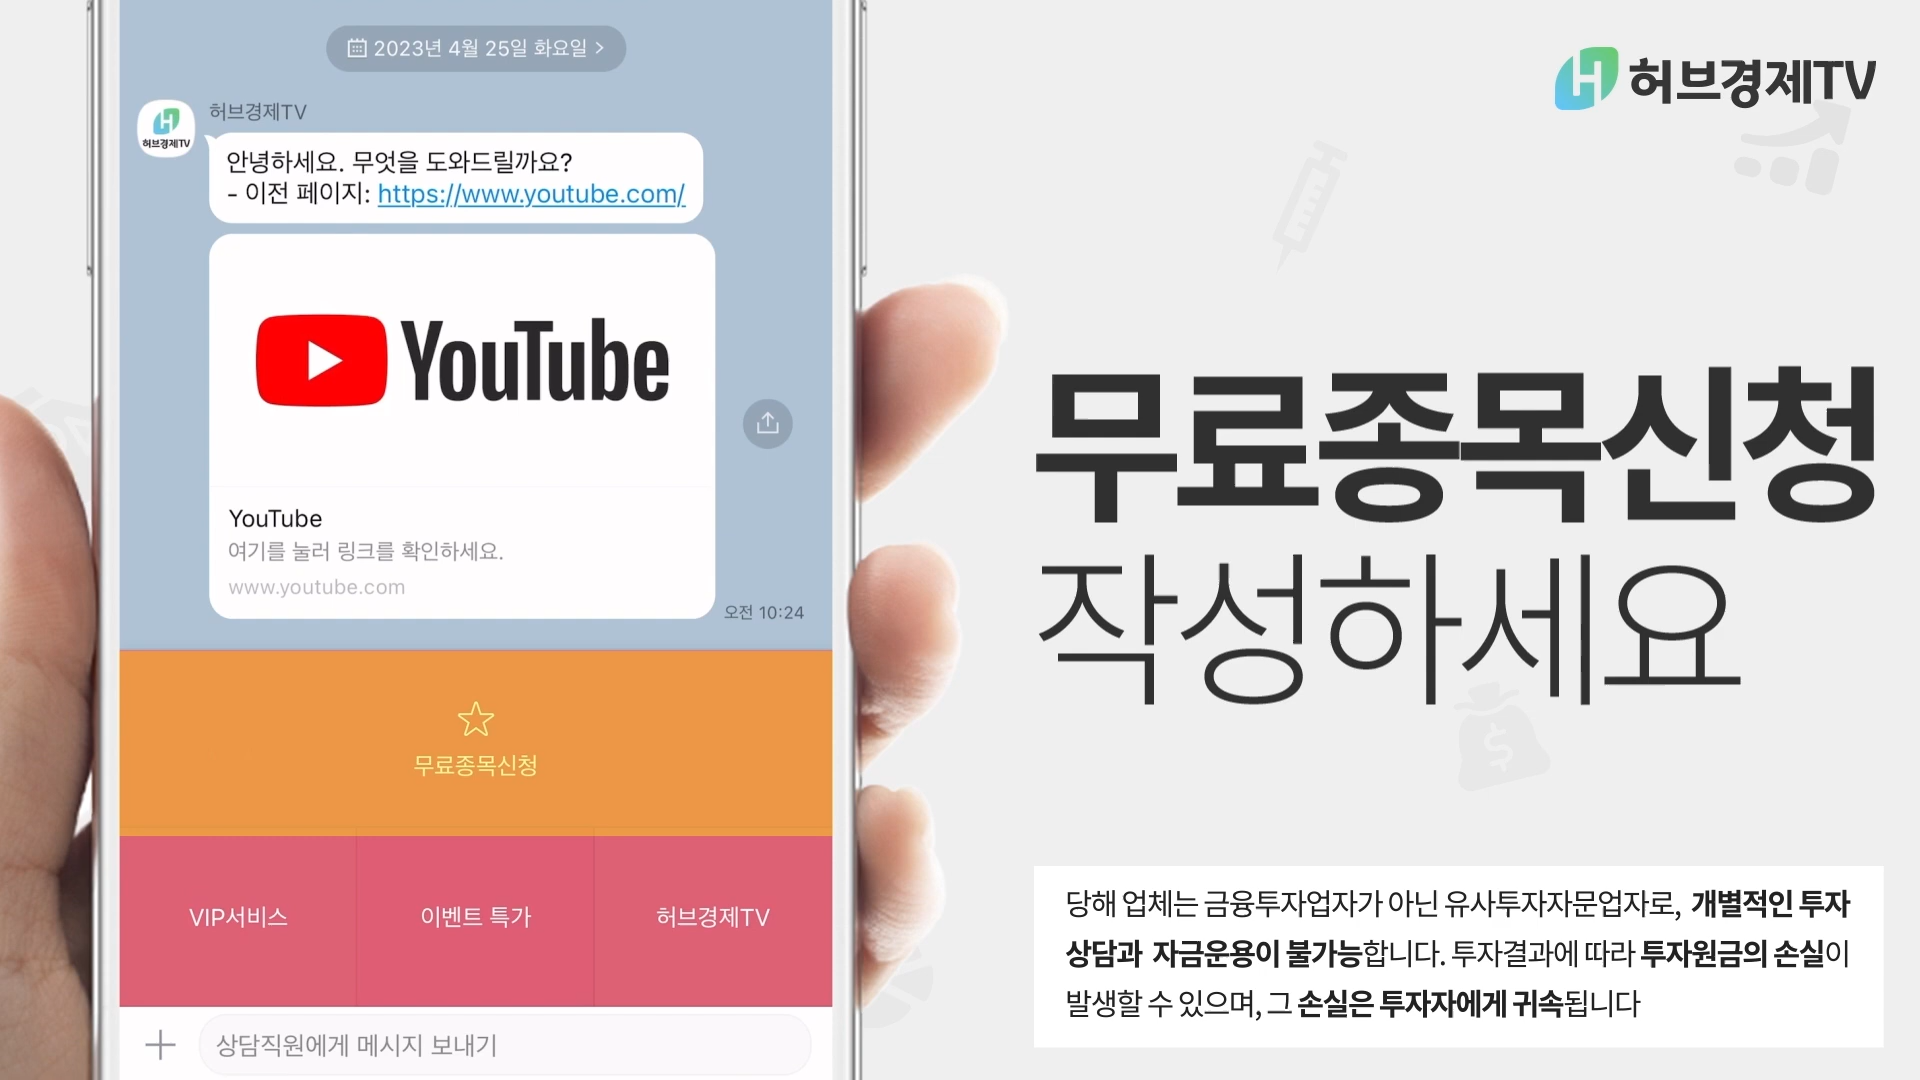 2023년 4월 25일 화요일 >
허브경제TV
허브경제TV
안녕하세요. 무엇을 도와드릴까요?
- 이전 페이지: https://www.youtube.com/
YouTube
YouTube
여기를 눌러 링크를 확인하세요.
www.youtube.com
오전 10:24
무료종목신청
VIP서비스
이벤트 특가
허브경제TV
상담직원에게 메시지 보내기
허브경제TV
무료종목신청
작성하세요
당해 업체는 금융투자업자가 아닌 유사투자자문업자로, 개별적인 투자
상담과 자금운용이 불가능합니다. 투자결과에 따라 투자원금의 손실이
발생할 수 있으며, 그 손실은 투자자에게 귀속됩니다